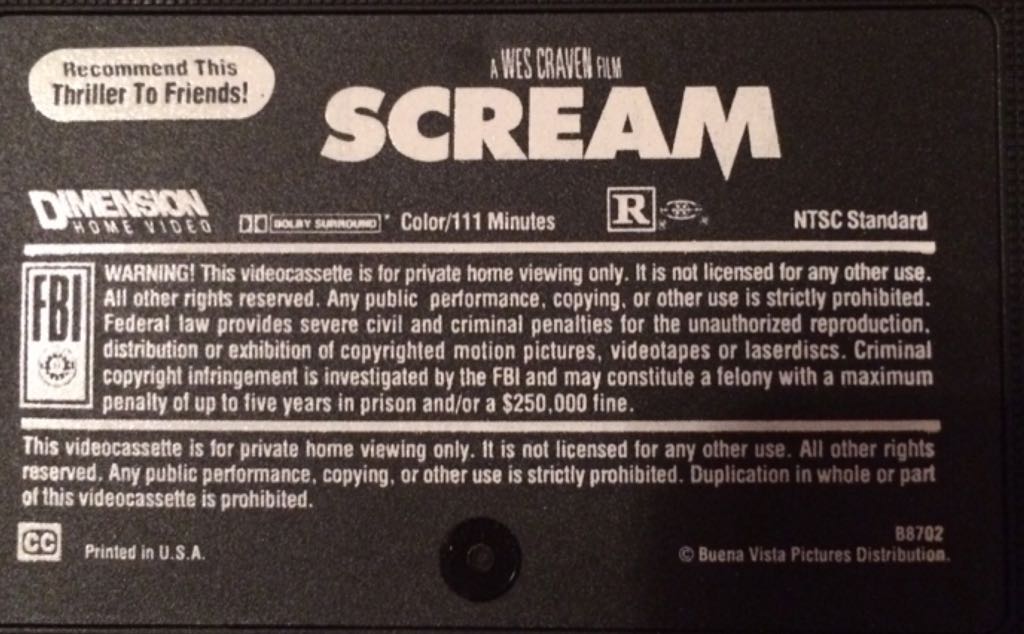 Recommend This
Thriller To Friends!
A WES CRAVEN FILM
SCREAM
DIMENSION
HOME VIDEO
DOLBY SURROUND
Color/111 Minutes
R
NTSC Standard
FBI
WARNING! This videocassette is for private home viewing only. It is not licensed for any other use.
All other rights reserved. Any public performance, copying, or other use is strictly prohibited.
Federal law provides severe civil and criminal penalties for the unauthorized reproduction,
distribution or exhibition of copyrighted motion pictures, videotapes or laserdiscs. Criminal
copyright infringement is investigated by the FBI and may constitute a felony with a maximum
penalty of up to five years in prison and/or a $250,000 fine.
This videocassette is for private home viewing only. It is not licensed for any other use. All other rights
reserved. Any public performance, copying, or other use is strictly prohibited. Duplication in whole or part
of this videocassette is prohibited.
CC
Printed in U.S.A.
B8702
© Buena Vista Pictures Distribution.